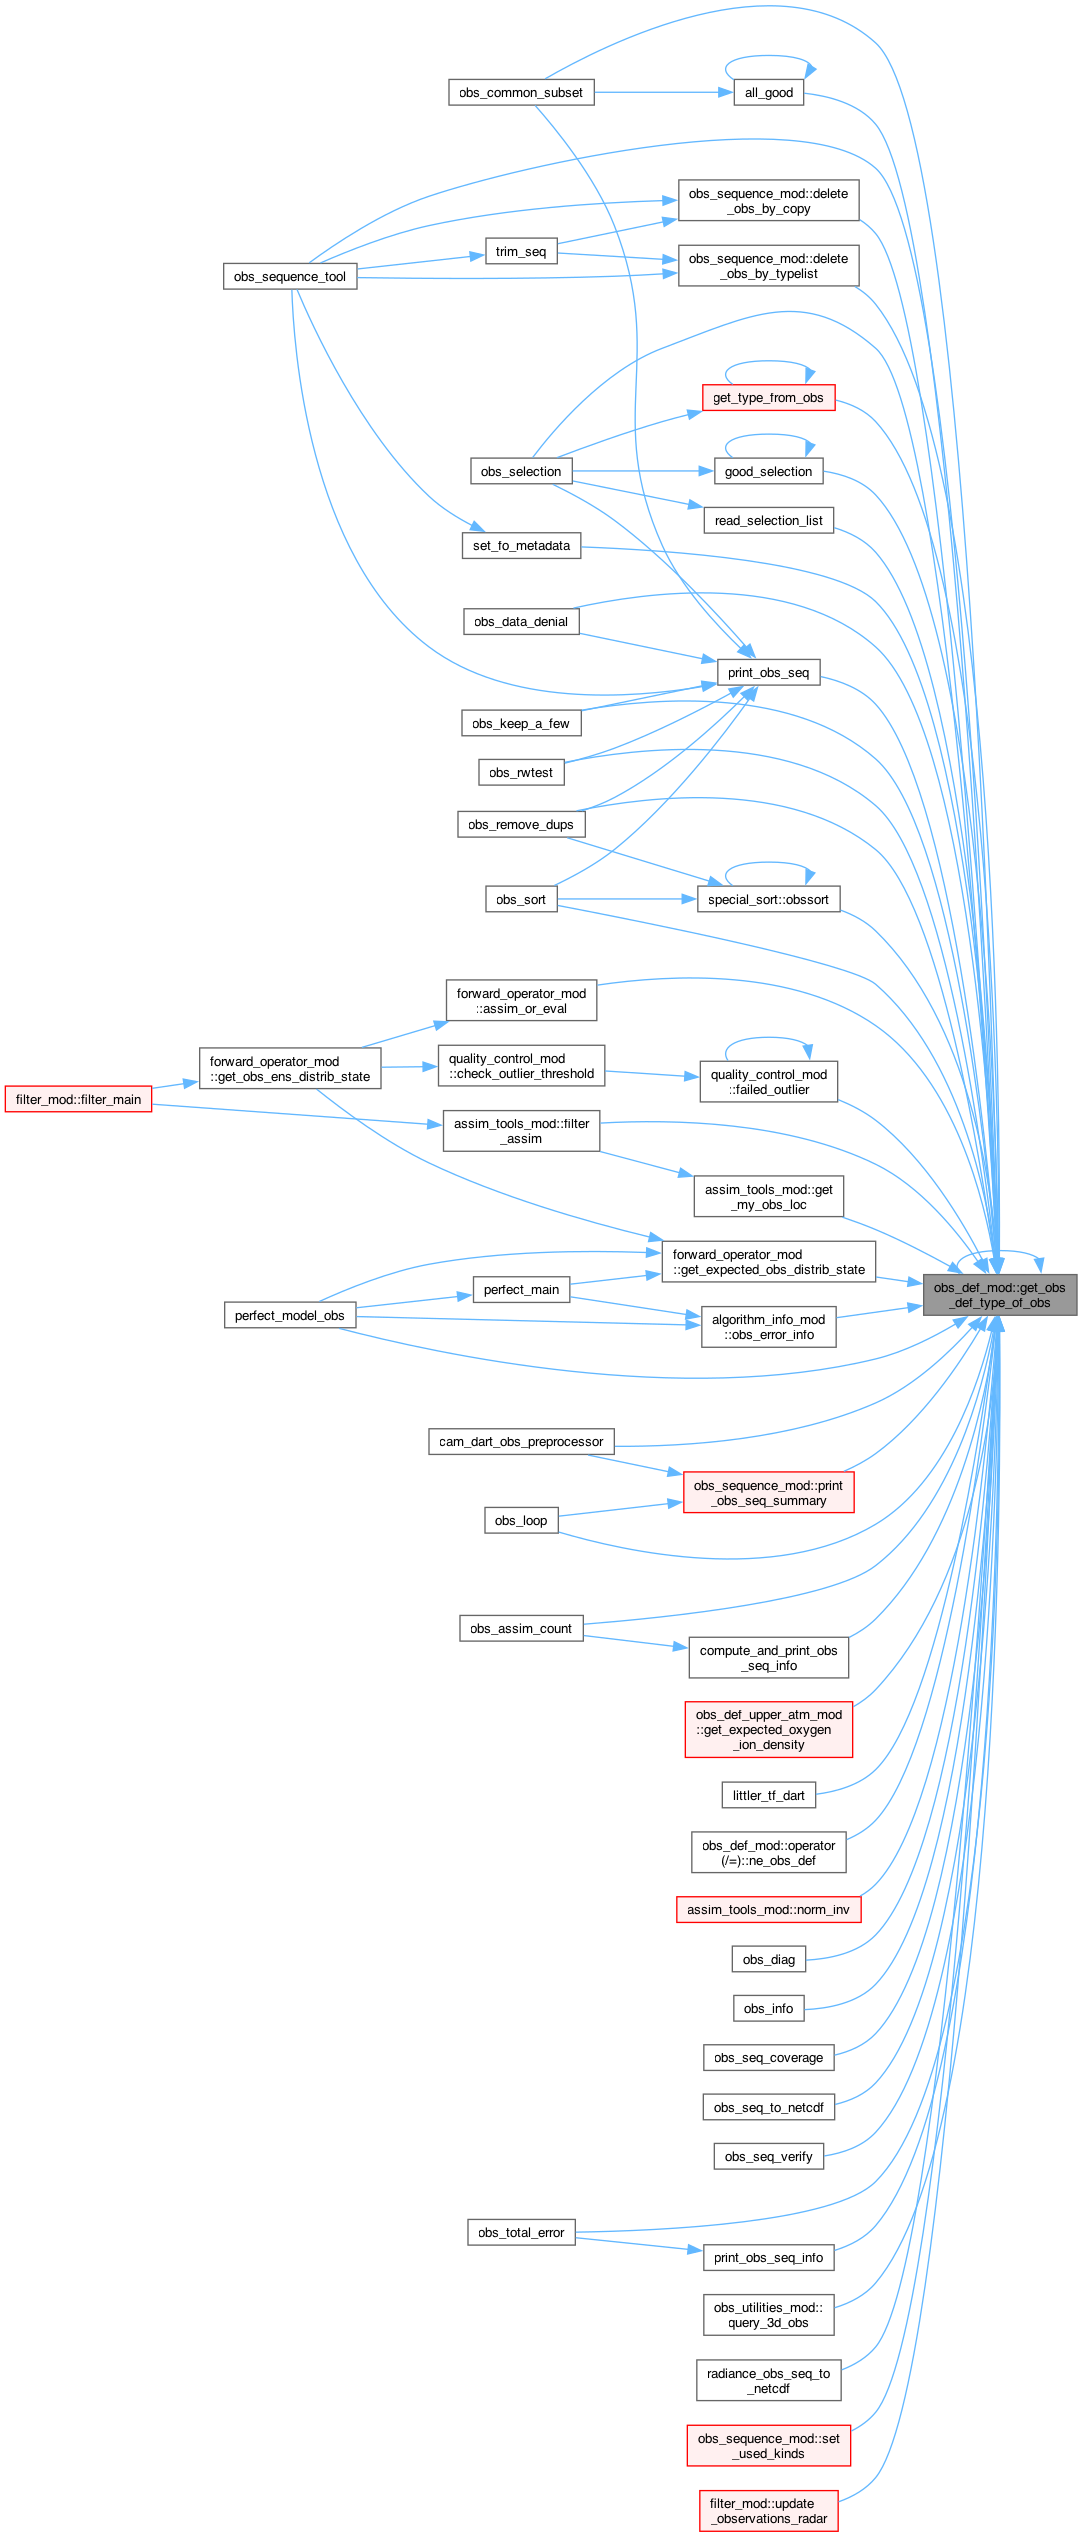 obs_common_subset
all_good
obs_sequence_mod::delete
_obs_by_copy
trim_seq
obs_sequence_mod::delete
_obs_by_typelist
obs_sequence_tool
get_type_from_obs
obs_selection
good_selection
read_selection_list
set_fo_metadata
obs_data_denial
print_obs_seq
obs_keep_a_few
obs_rwtest
obs_remove_dups
obs_sort
special_sort::obssort
forward_operator_mod
::assim_or_eval
forward_operator_mod
::get_obs_ens_distrib_state
quality_control_mod
::check_outlier_threshold
quality_control_mod
::failed_outlier
filter_mod::filter_main
assim_tools_mod::filter
_assim
assim_tools_mod::get
_my_obs_loc
forward_operator_mod
::get_expected_obs_distrib_state
obs_def_mod::get_obs
_def_type_of_obs
perfect_main
perfect_model_obs
algorithm_info_mod
::obs_error_info
cam_dart_obs_preprocessor
obs_sequence_mod::print
_obs_seq_summary
obs_loop
obs_assim_count
compute_and_print_obs
_seq_info
obs_def_upper_atm_mod
::get_expected_oxygen
_ion_density
littler_tf_dart
obs_def_mod::operator
(/=)::ne_obs_def
assim_tools_mod::norm_inv
obs_diag
obs_info
obs_seq_coverage
obs_seq_to_netcdf
obs_seq_verify
obs_total_error
print_obs_seq_info
obs_utilities_mod::
query_3d_obs
radiance_obs_seq_to
_netcdf
obs_sequence_mod::set
_used_kinds
filter_mod::update
_observations_radar